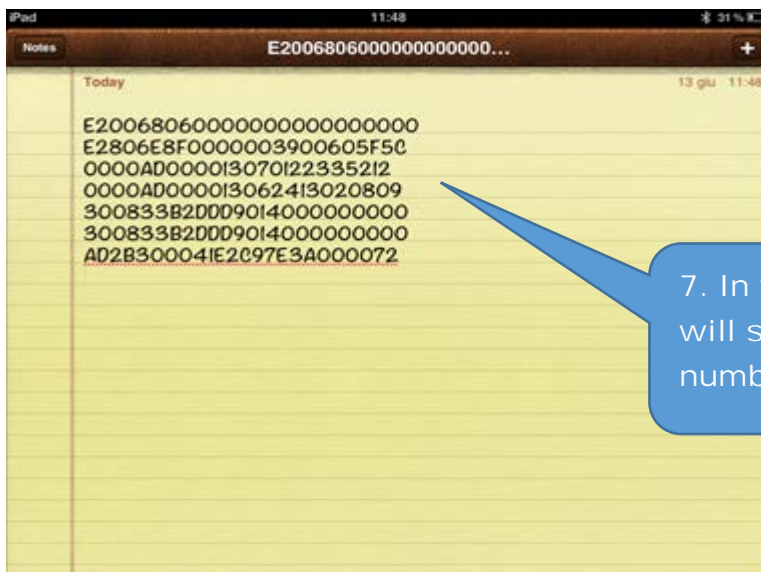 iPad 11:48 31%
Notes E2006806000000000000... +
Today 13 giu 11:48
E20068060000000000000000
E2806E8F0000003900605F5C
0000AD000013070122335212
0000AD000013062413020809
300833B2DDD9014000000000
300833B2DDD9014000000000
AD2B300041E2C97E3A000072
7. In
will s
numb